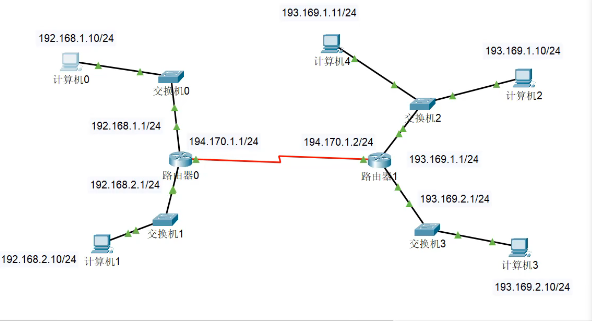 193.169.1.11/24
192.168.1.10/24
193.169.1.10/24
计算机4
计算机0
交换机0
计算机2
交换机2
192.168.1.1/24
194.170.1.1/24
194.170.1.2/24
193.169.1.1/24
路由器0
路由器1
192.168.2.1/24
193.169.2.1/24
交换机1
交换机3
192.168.2.10/24
计算机1
计算机3
193.169.2.10/24